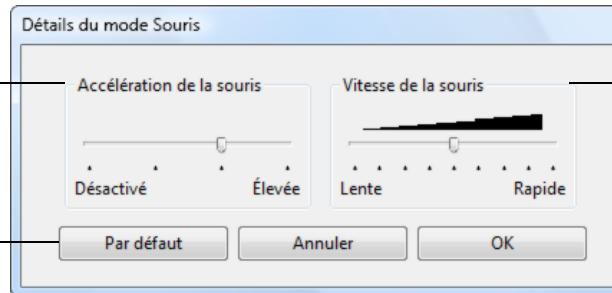 Détails du mode Souris
Accélération de la souris
Vitesse de la souris
Désactivé Élevée
Lente Rapide
Par défaut Annuler OK